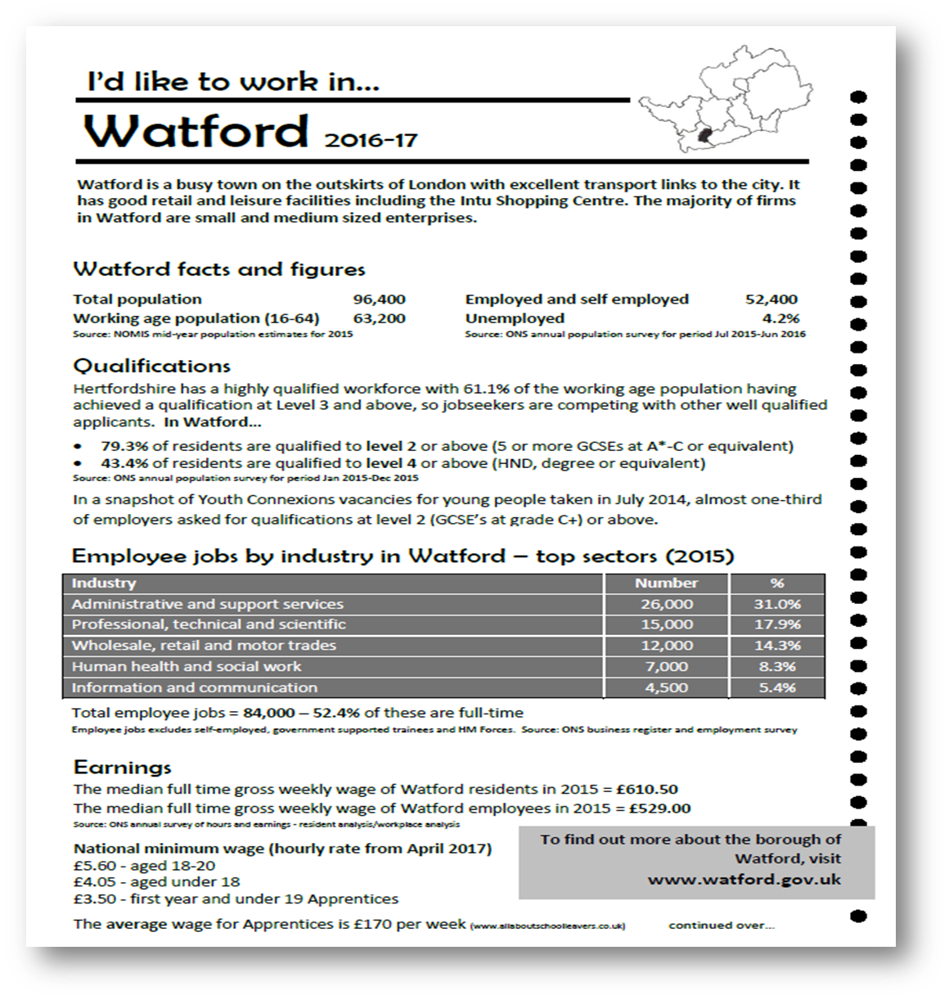 I'd like to work in...
Watford 2016-17
Watford is a busy town on the outskirts of London with excellent transport links to the city. It
has good retail and leisure facilities including the Intu Shopping Centre. The majority of firms
in Watford are small and medium sized enterprises.
Watford facts and figures
Total population 96,400 Employed and self employed 52,400
Working age population (16-64) 63,200 Unemployed 4.2%
Source: NOMIS mid-year population estimates for 2015 Source: ONS annual population survey for period Jul 2015-Jun 2016
Qualifications
Hertfordshire has a highly qualified workforce with 61.1% of the working age population having
achieved a qualification at Level 3 and above, so jobseekers are competing with other well qualified
applicants. In Watford...
• 79.3% of residents are qualified to level 2 or above (5 or more GCSEs at A*-C or equivalent)
• 43.4% of residents are qualified to level 4 or above (HND, degree or equivalent)
Source: ONS annual population survey for period Jan 2015-Dec 2015
In a snapshot of Youth Connexions vacancies for young people taken in July 2014, almost one-third
of employers asked for qualifications at level 2 (GCSE's at grade C+) or above.
Employee jobs by industry in Watford – top sectors (2015)
Industry Number %
Administrative and support services 26,000 31.0%
Professional, technical and scientific 15,000 17.9%
Wholesale, retail and motor trades 12,000 14.3%
Human health and social work 7,000 8.3%
Information and communication 4,500 5.4%
Total employee jobs = 84,000 – 52.4% of these are full-time
Employee jobs excludes self-employed, government supported trainees and HM Forces. Source: ONS business register and employment survey
Earnings
The median full time gross weekly wage of Watford residents in 2015 = £610.50
The median full time gross weekly wage of Watford employees in 2015 = £529.00
Source: ONS annual survey of hours and earnings - resident analysis/workplace analysis
National minimum wage (hourly rate from April 2017)
£5.60 - aged 18-20
£4.05 - aged under 18
£3.50 - first year and under 19 Apprentices
The average wage for Apprentices is £170 per week (www.allaboutschoolleavers.co.uk)
To find out more about the borough of
Watford, visit
www.watford.gov.uk
continued over...